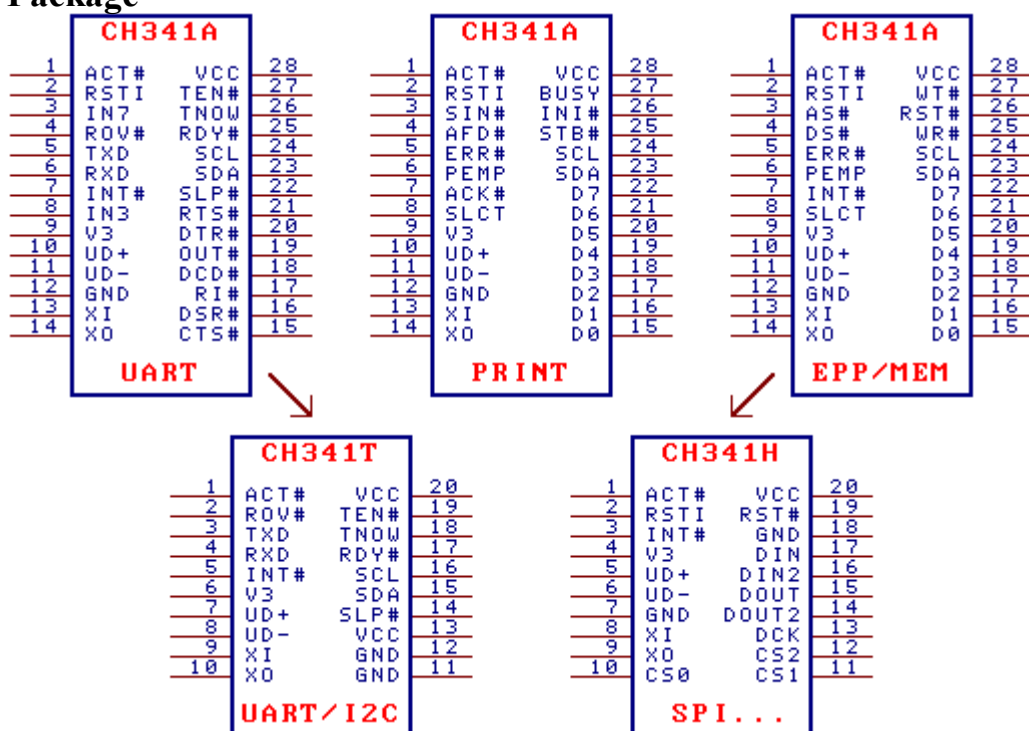 Package
CH341A CH341A CH341A
1 ACT# VCC 28 1 ACT# VCC 28 1 ACT# VCC 28
2 RSTI TEN# 27 2 RSTI BUSY 27 2 RSTI WT# 27
3 IN7 TNOW 26 3 SIN# INI# 26 3 AS# RST# 26
4 ROV# RDY# 25 4 AFD# STB# 25 4 DS# WR# 25
5 TXD SCL 24 5 ERR# SCL 24 5 ERR# SCL 24
6 RXD SDA 23 6 PEMP SDA 23 6 PEMP SDA 23
7 INT# SLP# 22 7 ACK# D7 22 7 INT# D7 22
8 IN3 RTS# 21 8 SLCT D6 21 8 SLCT D6 21
9 V3 DTR# 20 9 V3 D5 20 9 V3 D5 20
10 UD+ OUT# 19 10 UD+ D4 19 10 UD+ D4 19
11 UD- DCD# 18 11 UD- D3 18 11 UD- D3 18
12 GND RI# 17 12 GND D2 17 12 GND D2 17
13 XI DSR# 16 13 XI D1 16 13 XI D1 16
14 XO CTS# 15 14 XO D0 15 14 XO D0 15
UART PRINT EPP/MEM
CH341T CH341H
1 ACT# VCC 20 1 ACT# VCC 20
2 ROV# TEN# 19 2 RSTI RST# 19
3 TXD TNOW 18 3 INT# GND 18
4 RXD RDY# 17 4 V3 DIN 17
5 INT# SCL 16 5 UD+ DIN2 16
6 V3 SDA 15 6 UD- DOUT 15
7 UD+ SLP# 14 7 GND DOUT2 14
8 UD- VCC 13 8 XI DCK 13
9 XI GND 12 9 XO CS2 12
10 XO GND 11 10 CS0 CS1 11
UART/I2C SPI...